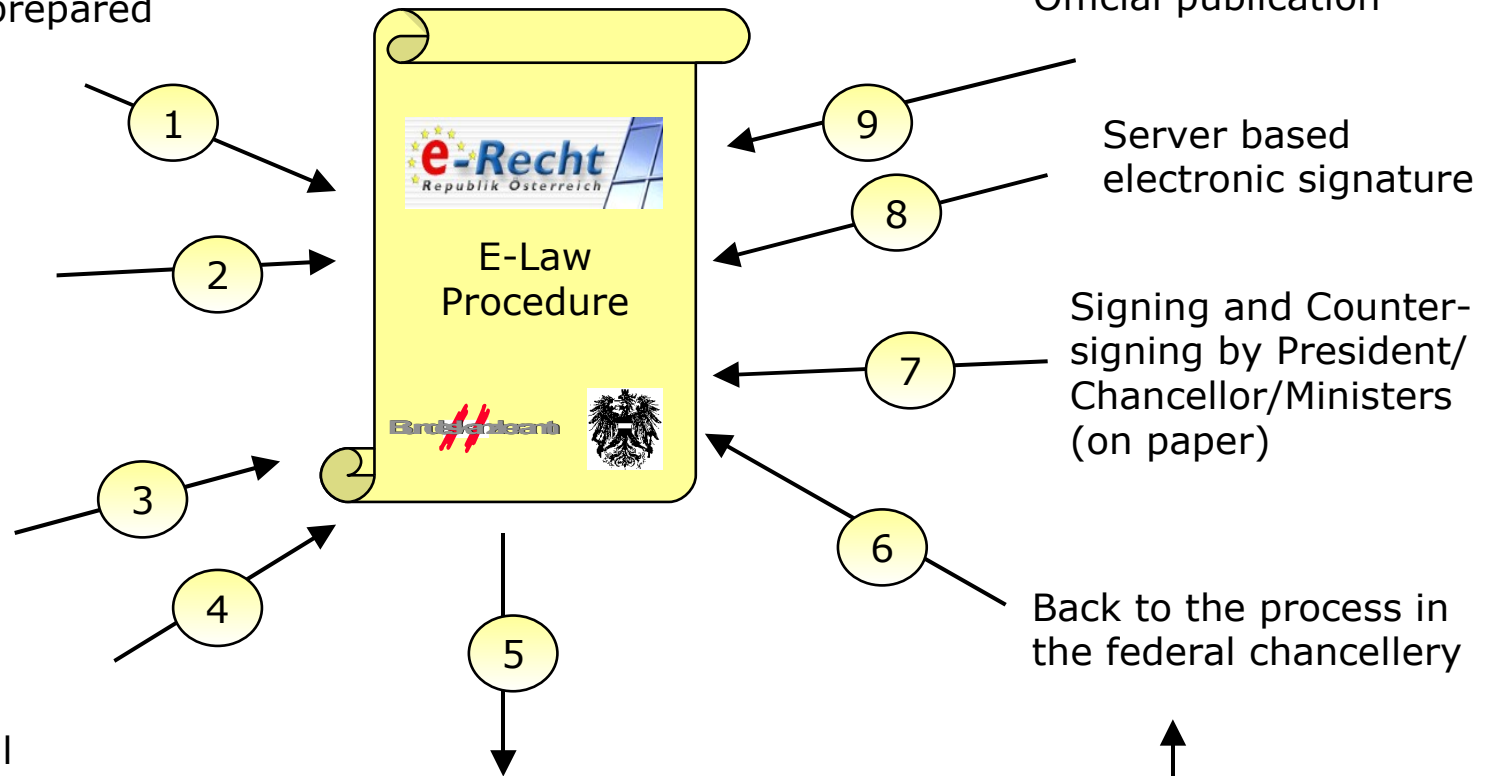 prepared
Official publication
1
9
e-Recht
Republik Österreich
Server based
electronic signature
8
2
E-Law
Procedure
Signing and Counter-
signing by President/
Chancellor/Ministers
(on paper)
7
Bundeskanzleramt
3
6
4
Back to the process in
the federal chancellery
5
l